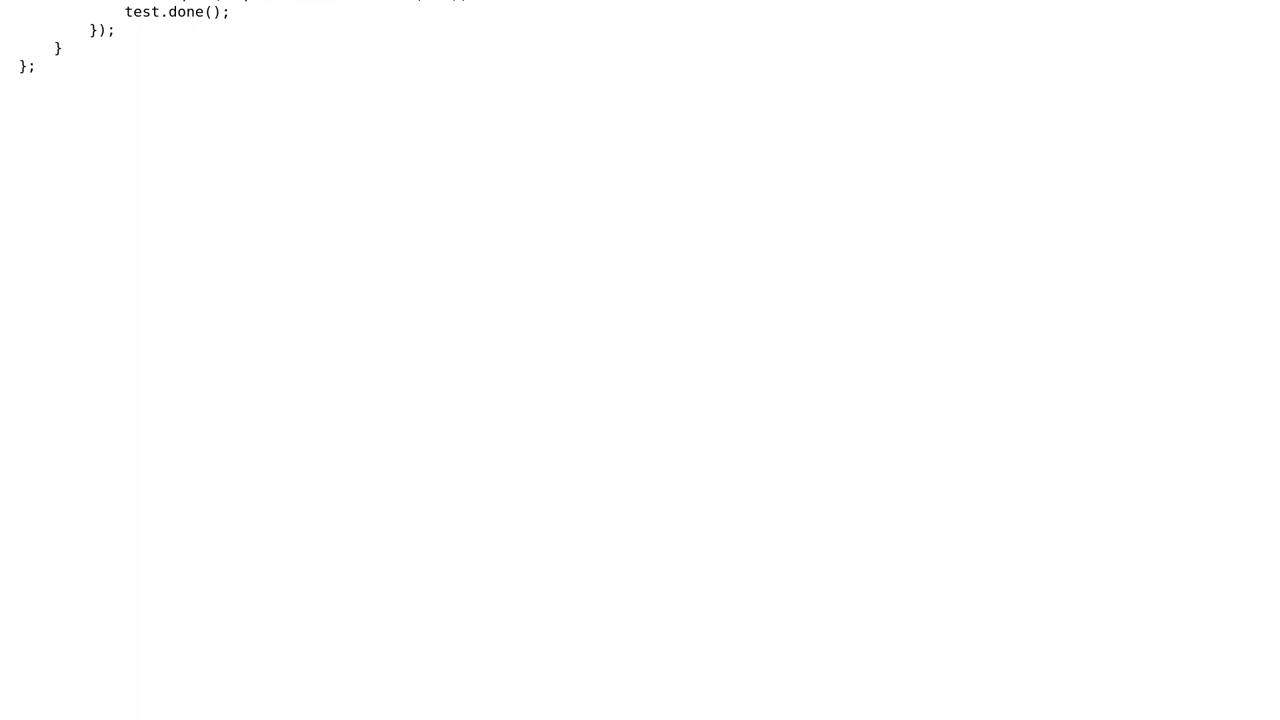 test.done();
});
}
};